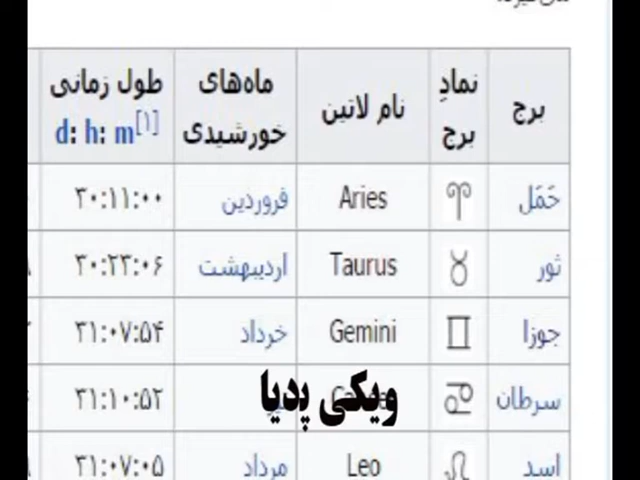 برج نمادِ برج نام لاتین ماه‌های خورشیدی طول زمانی d: h: m[۱]
حَمَل ♈ Aries فروردین ۳۰:۱۱:۰۰
ثور ♉ Taurus اردیبهشت ۳۰:۲۳:۰۶
جوزا ♊ Gemini خرداد ۳۱:۰۷:۵۴
سرطان ♋ ۳۱:۱۰:۵۲
ویکی پدیا
اسد ♌ Leo مرداد ۳۱:۰۷:۰۵